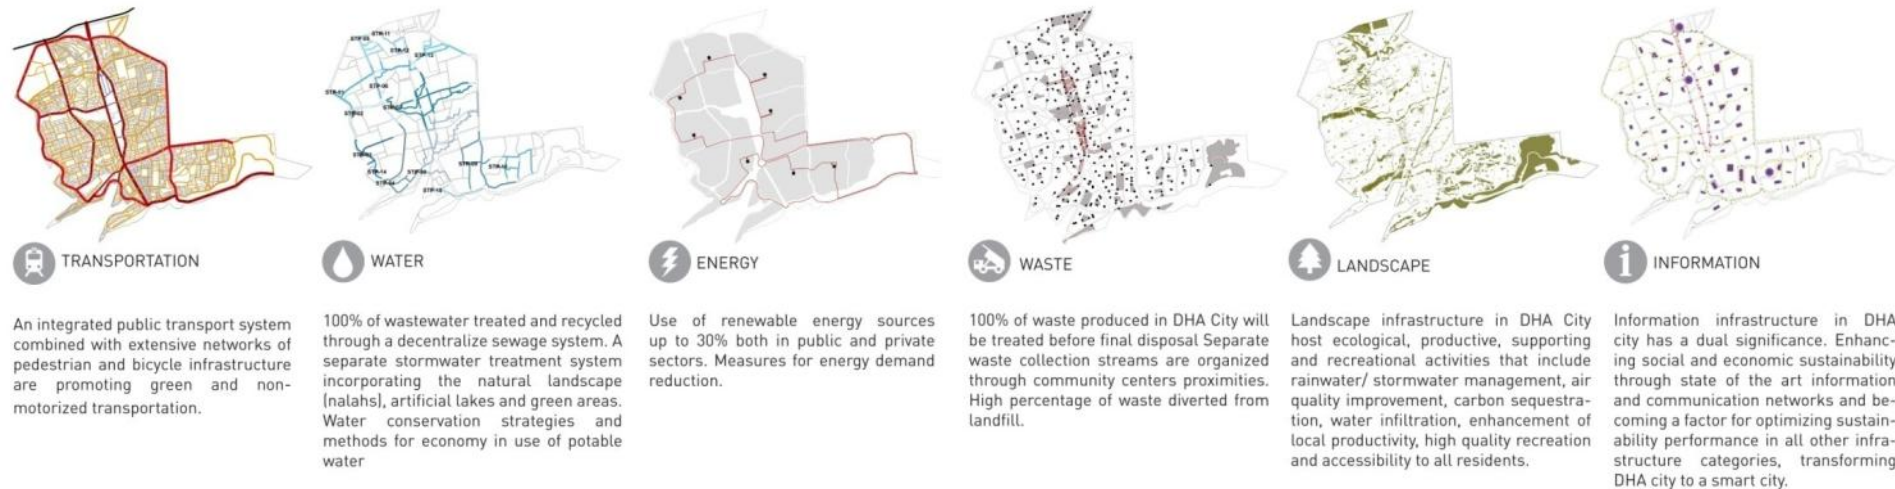 TRANSPORTATION
An integrated public transport system
combined with extensive networks of
pedestrian and bicycle infrastructure
are promoting green and non-
motorized transportation.
STP-11
STP-12
STP-06
STP-14
STP-10
WATER
100% of wastewater treated and recycled
through a decentralize sewage system. A
separate stormwater treatment system
incorporating the natural landscape
(nalahs), artificial lakes and green areas.
Water conservation strategies and
methods for economy in use of potable
water
ENERGY
Use of renewable energy sources
up to 30% both in public and private
sectors. Measures for energy demand
reduction.
WASTE
100% of waste produced in DHA City will
be treated before final disposal Separate
waste collection streams are organized
through community centers proximities.
High percentage of waste diverted from
landfill.
LANDSCAPE
Landscape infrastructure in DHA City
host ecological, productive, supporting
and recreational activities that include
rainwater/ stormwater management, air
quality improvement, carbon sequestra-
tion, water infiltration, enhancement of
local productivity, high quality recreation
and accessibility to all residents.
INFORMATION
Information infrastructure in DHA
city has a dual significance. Enhanc-
ing social and economic sustainability
through state of the art information
and communication networks and be-
coming a factor for optimizing sustain-
ability performance in all other infra-
structure categories, transforming
DHA city to a smart city.